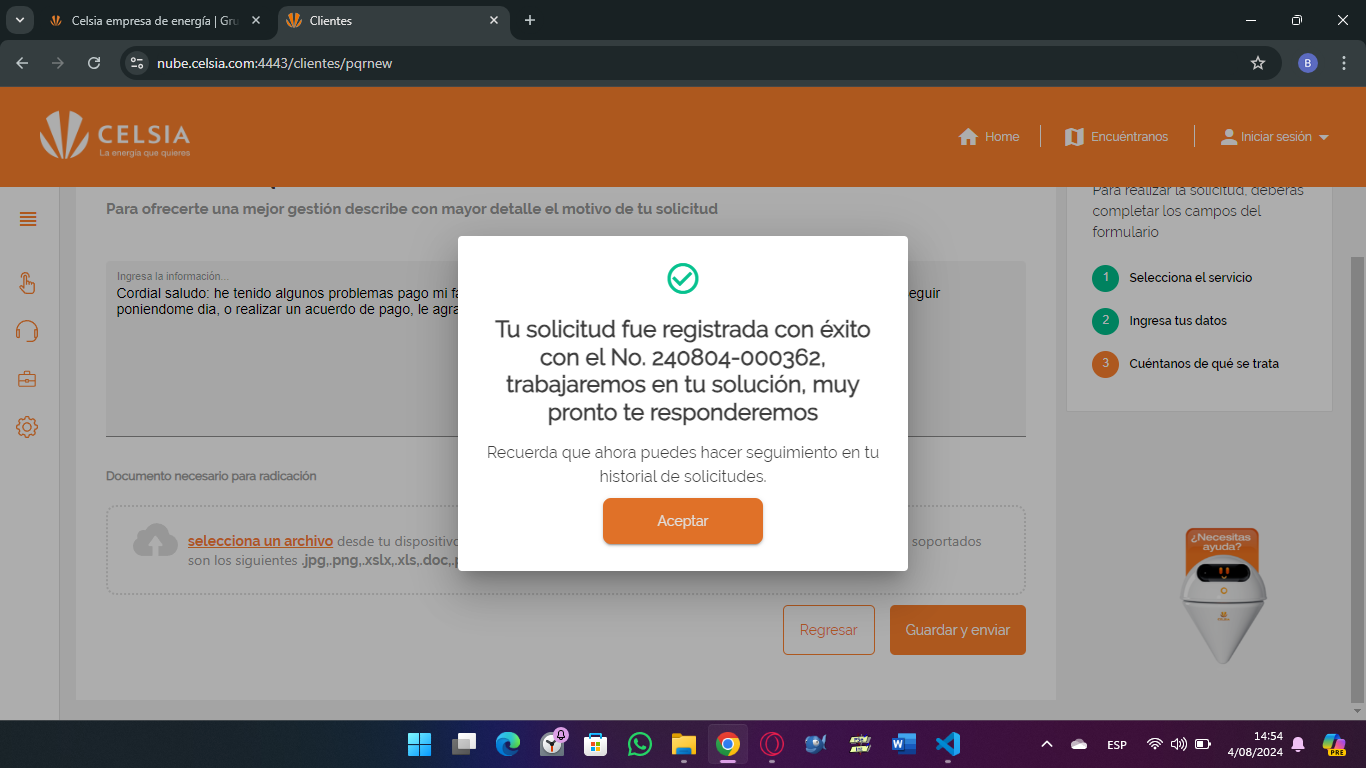 Celsia empresa de energía | Gru
Clientes
nube.celsia.com:4443/clientes/pqrnew
B
CELSIA
La energía que quieres
Home
Encuéntranos
Iniciar sesión
Para ofrecerte una mejor gestión describe con mayor detalle el motivo de tu solicitud
Ingresa la información...
Cordial saludo: he tenido algunos problemas pago mi fa
eguir
poniendome dia, o realizar un acuerdo de pago, le agra
Documento necesario para radicación
selecciona un archivo desde tu dispositivo
soportados
son los siguientes .jpg,.png,.xslx,.xls,.doc,.p
Regresar
Guardar y enviar
Tu solicitud fue registrada con éxito
con el No. 240804-000362,
trabajaremos en tu solución, muy
pronto te responderemos
Recuerda que ahora puedes hacer seguimiento en tu
historial de solicitudes.
Aceptar
Para realizar la solicitud, deberás
completar los campos del
formulario
1 Selecciona el servicio
2 Ingresa tus datos
3 Cuéntanos de qué se trata
¿Necesitas
ayuda?
ESP
14:54
4/08/2024
PRE